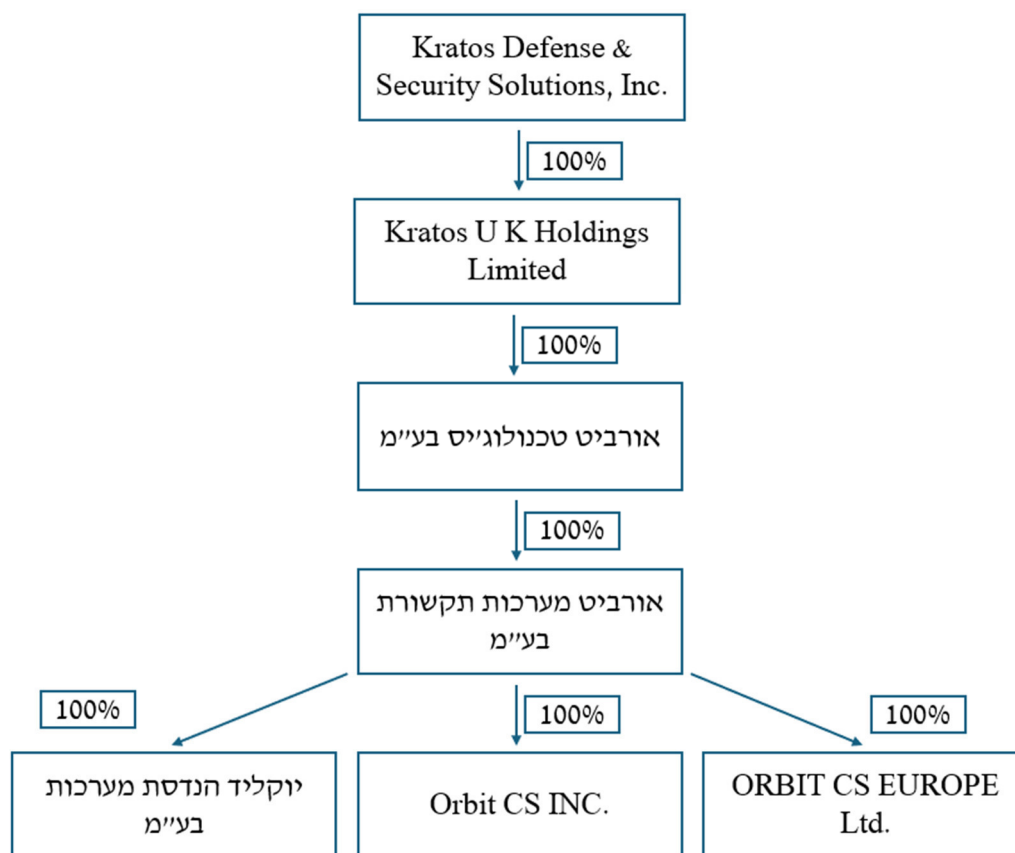 Kratos Defense &
Security Solutions, Inc.
100%
Kratos U K Holdings
Limited
100%
אורביט טכנולוג'יס בע"מ
100%
אורביט מערכות תקשורת
בע"מ
100%
100%
100%
יוקליד הנדסת מערכות
בע"מ
Orbit CS INC.
ORBIT CS EUROPE
Ltd.